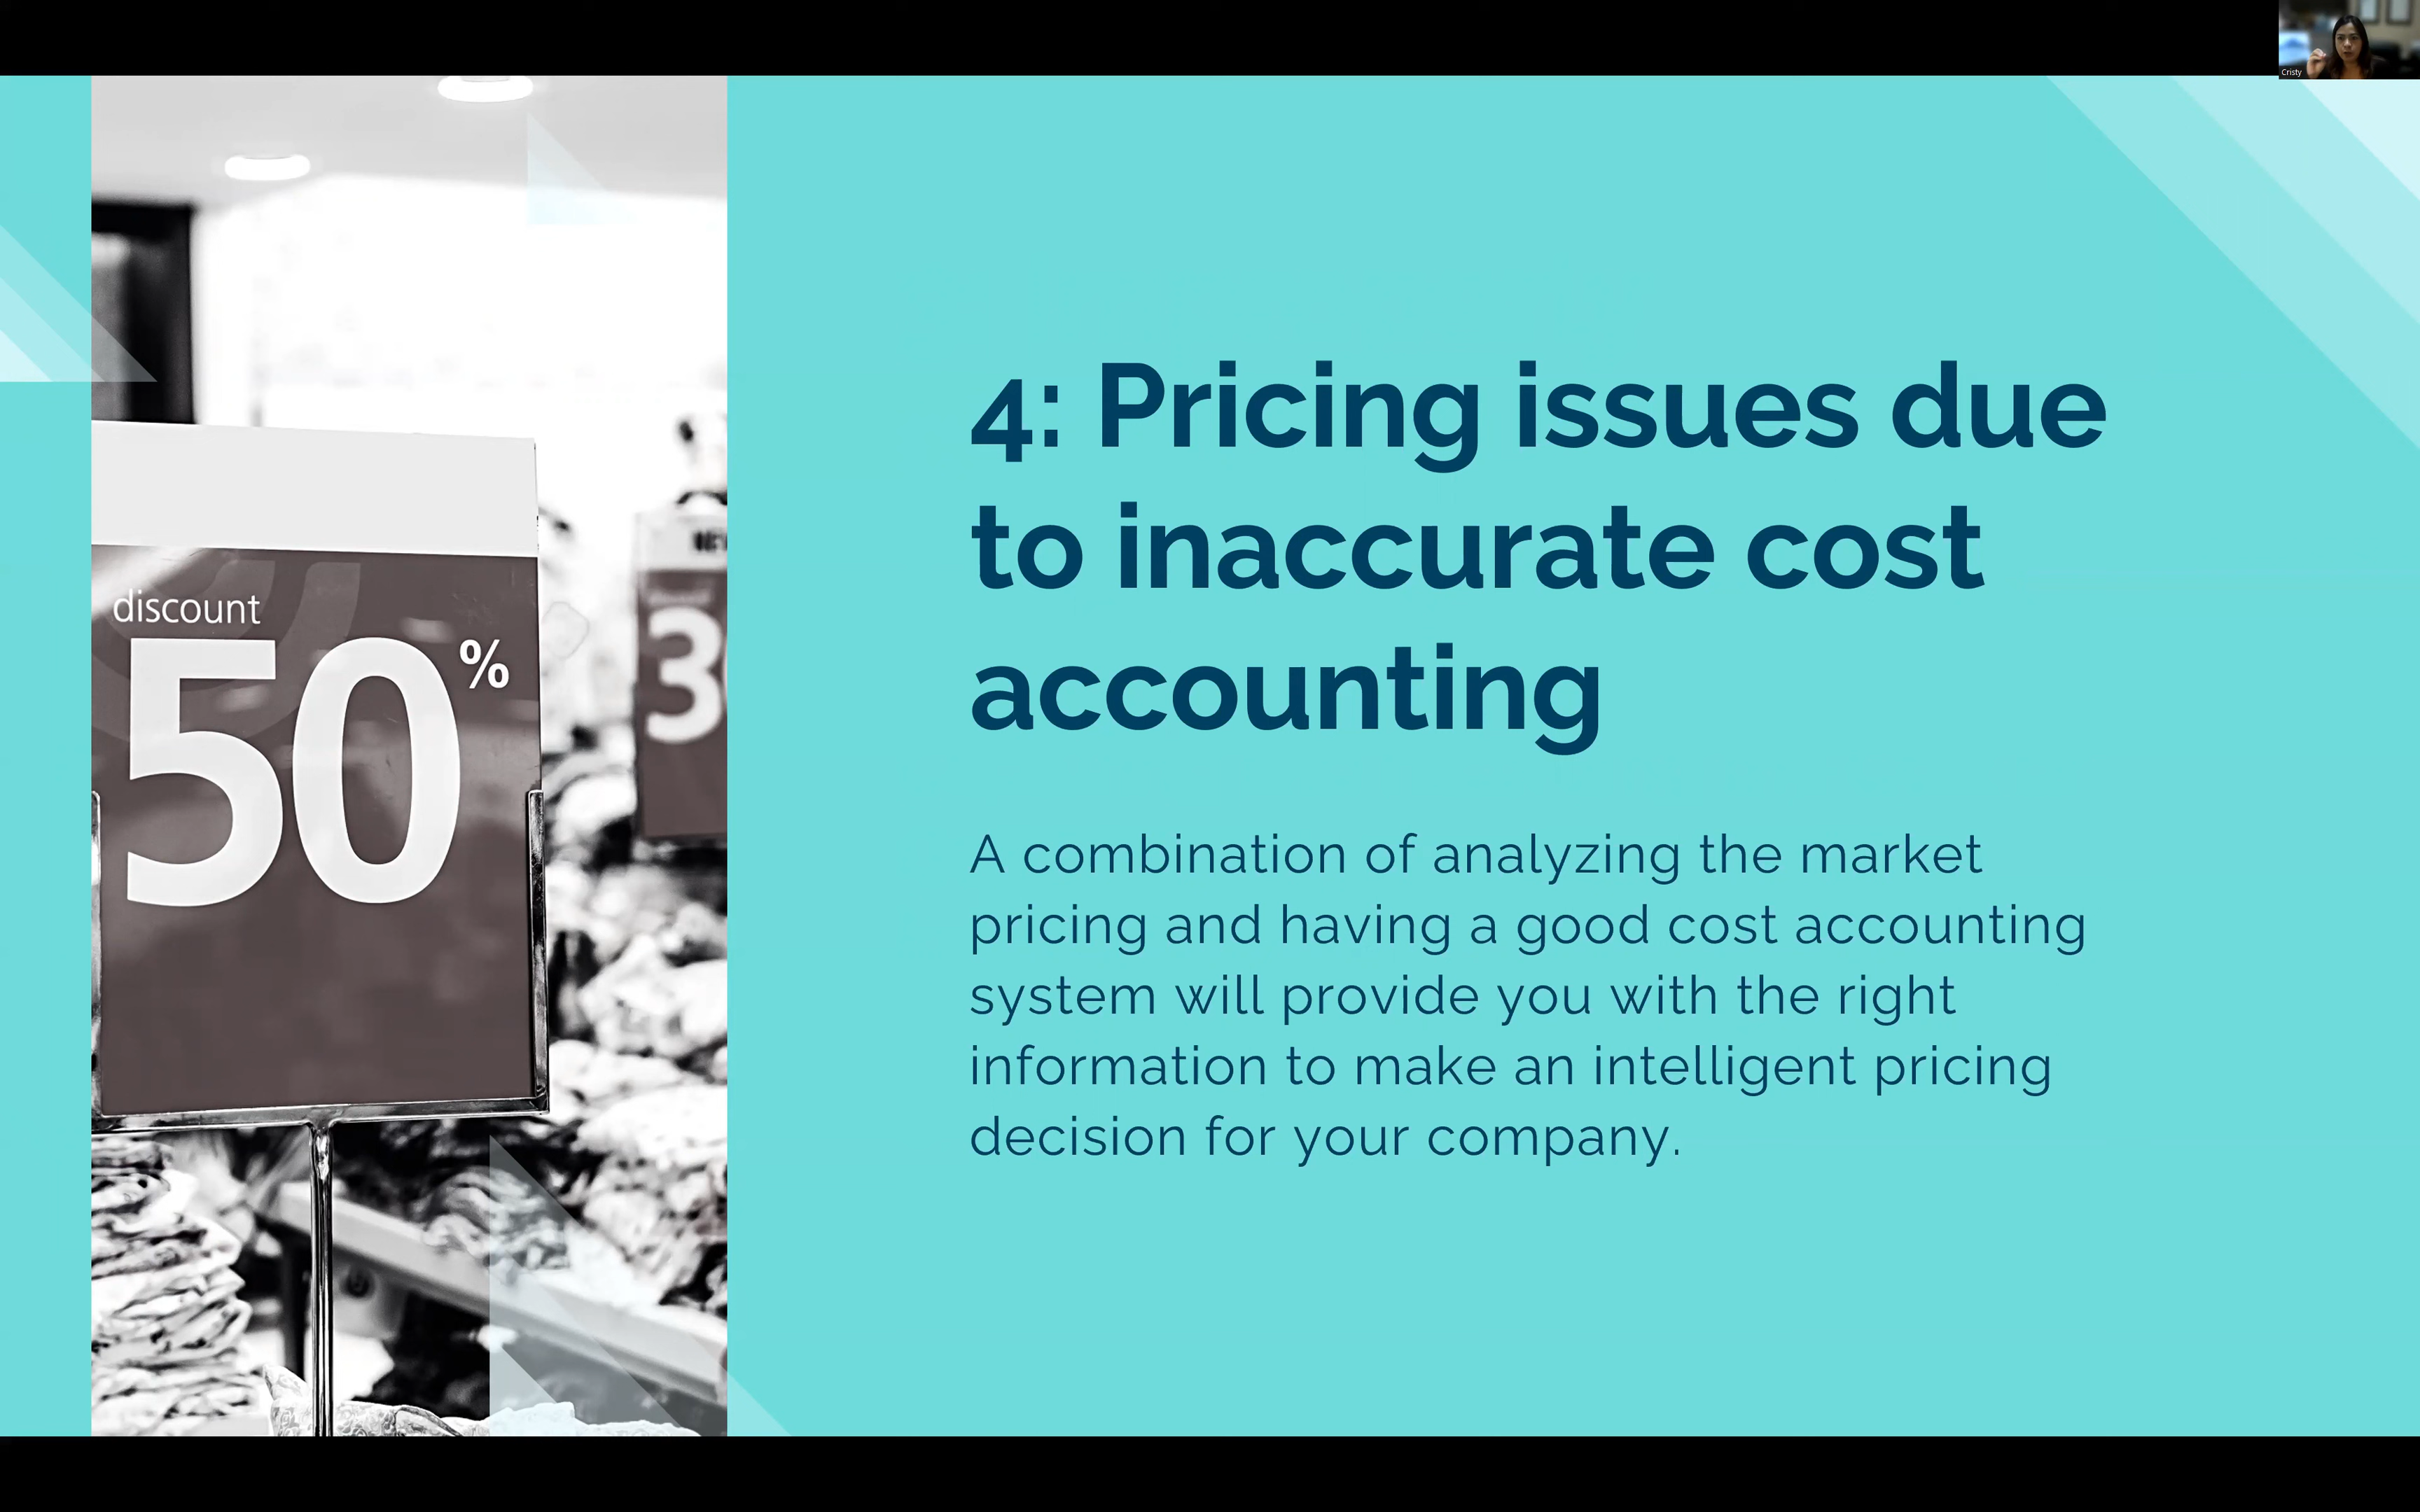 Cristy
4: Pricing issues due
to inaccurate cost
accounting
A combination of analyzing the market
pricing and having a good cost accounting
system will provide you with the right
information to make an intelligent pricing
decision for your company.
discount
50%